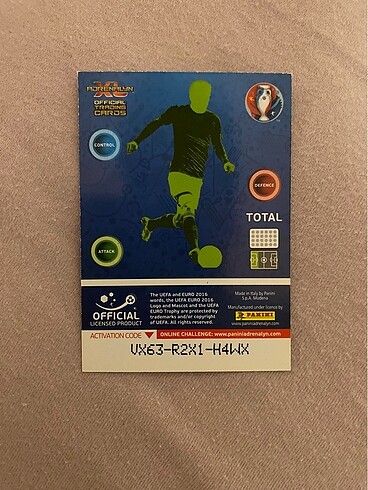 ADRENALYN
XL
OFFICIAL
TRADING
CARDS
CONTROL
DEFENCE
TOTAL
ATTACK
OFFICIAL
LICENSED PRODUCT
The UEFA and EURO 2016
words, the UEFA EURO 2016
Logo and Mascot and the UEFA
EURO Trophy are protected by
trademarks and/or copyright
of UEFA. All rights reserved.
Made in Italy by Panini
S.p.A. Modena
Manufactured under licence by
PANINI
www.paniniadrenalyn.com
ACTIVATION CODE
ONLINE CHALLENGE: www.paniniadrenalyn.com
VX63-R2X1-H4WX